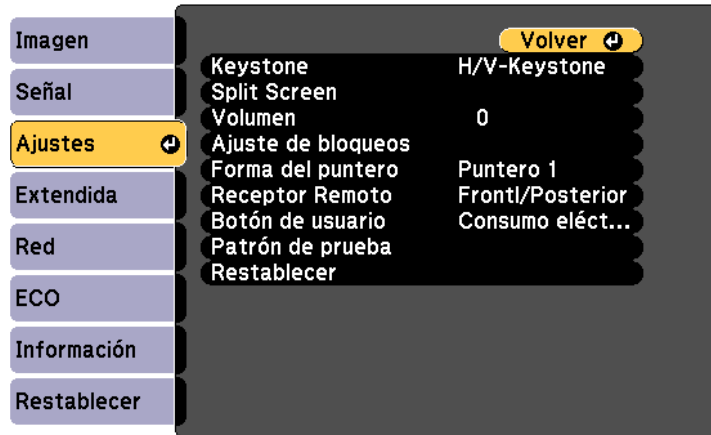 Imagen
Señal
Ajustes
Extendida
Red
ECO
Información
Restablecer
Volver
Keystone H/V-Keystone
Split Screen
Volumen 0
Ajuste de bloqueos
Forma del puntero Puntero 1
Receptor Remoto Frontl/Posterior
Botón de usuario Consumo eléct...
Patrón de prueba
Restablecer